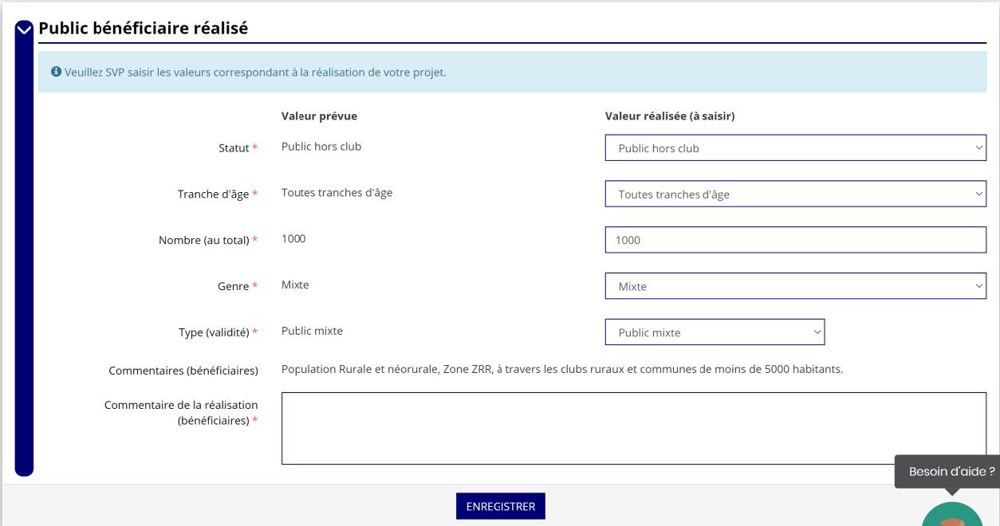 Public bénéficiaire réalisé
Veuillez SVP saisir les valeurs correspondant à la réalisation de votre projet.
Valeur prévue Valeur réalisée (à saisir)
Statut * Public hors club Public hors club
Tranche d'âge * Toutes tranches d'âge Toutes tranches d'âge
Nombre (au total) * 1000 1000
Genre * Mixte Mixte
Type (validité) * Public mixte Public mixte
Commentaires (bénéficiaires) Population Rurale et néorurale, Zone ZRR, à travers les clubs ruraux et communes de moins de 5000 habitants.
Commentaire de la réalisation
(bénéficiaires) *
Besoin d'aide ?
ENREGISTRER